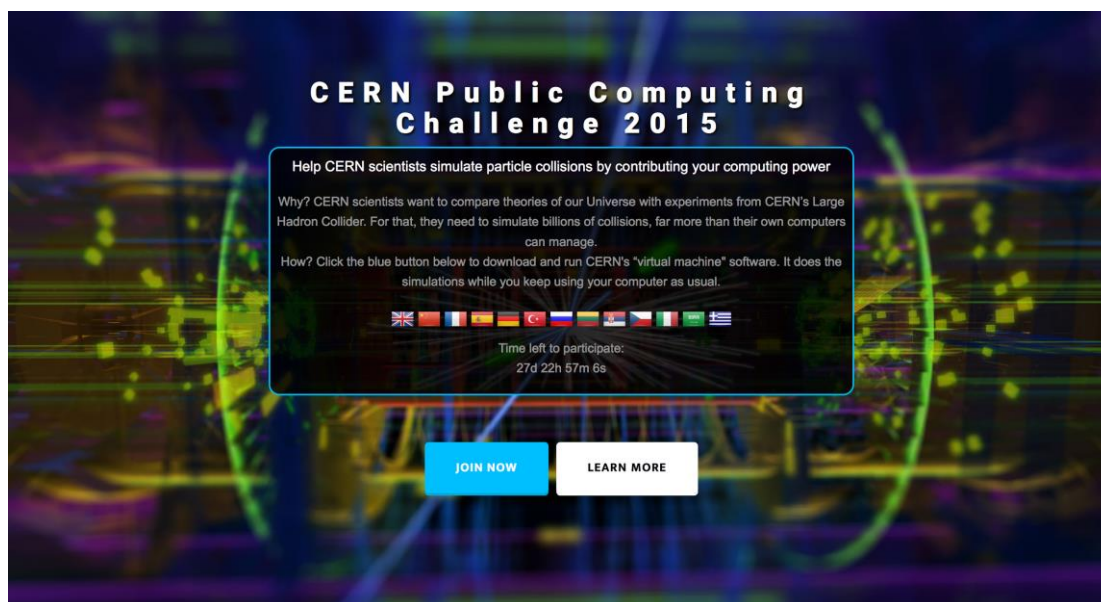 CERN Public Computing
Challenge 2015
Help CERN scientists simulate particle collisions by contributing your computing power
Why? CERN scientists want to compare theories of our Universe with experiments from CERN's Large
Hadron Collider. For that, they need to simulate billions of collisions, far more than their own computers
can manage.
How? Click the blue button below to download and run CERN's "virtual machine" software. It does the
simulations while you keep using your computer as usual.
Time left to participate:
27d 22h 57m 6s
JOIN NOW
LEARN MORE